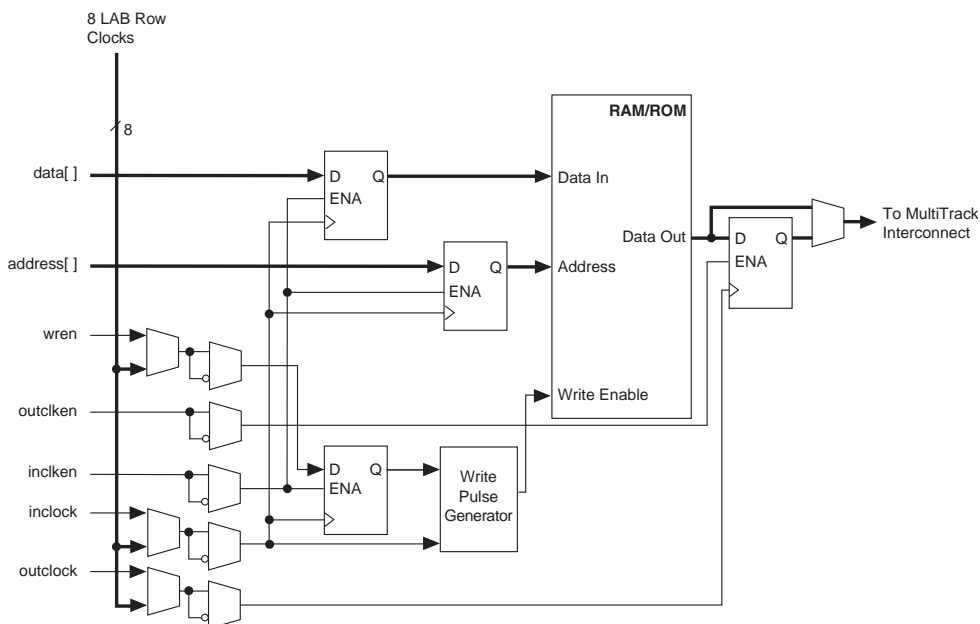 8 LAB Row
Clocks
8
RAM/ROM
data[ ]
D Q
ENA
Data In
To MultiTrack
Interconnect
Data Out
D Q
ENA
address[ ]
D Q
ENA
Address
wren
Write Enable
outclken
inclken
D Q
ENA
Write
Pulse
Generator
inclock
outclock